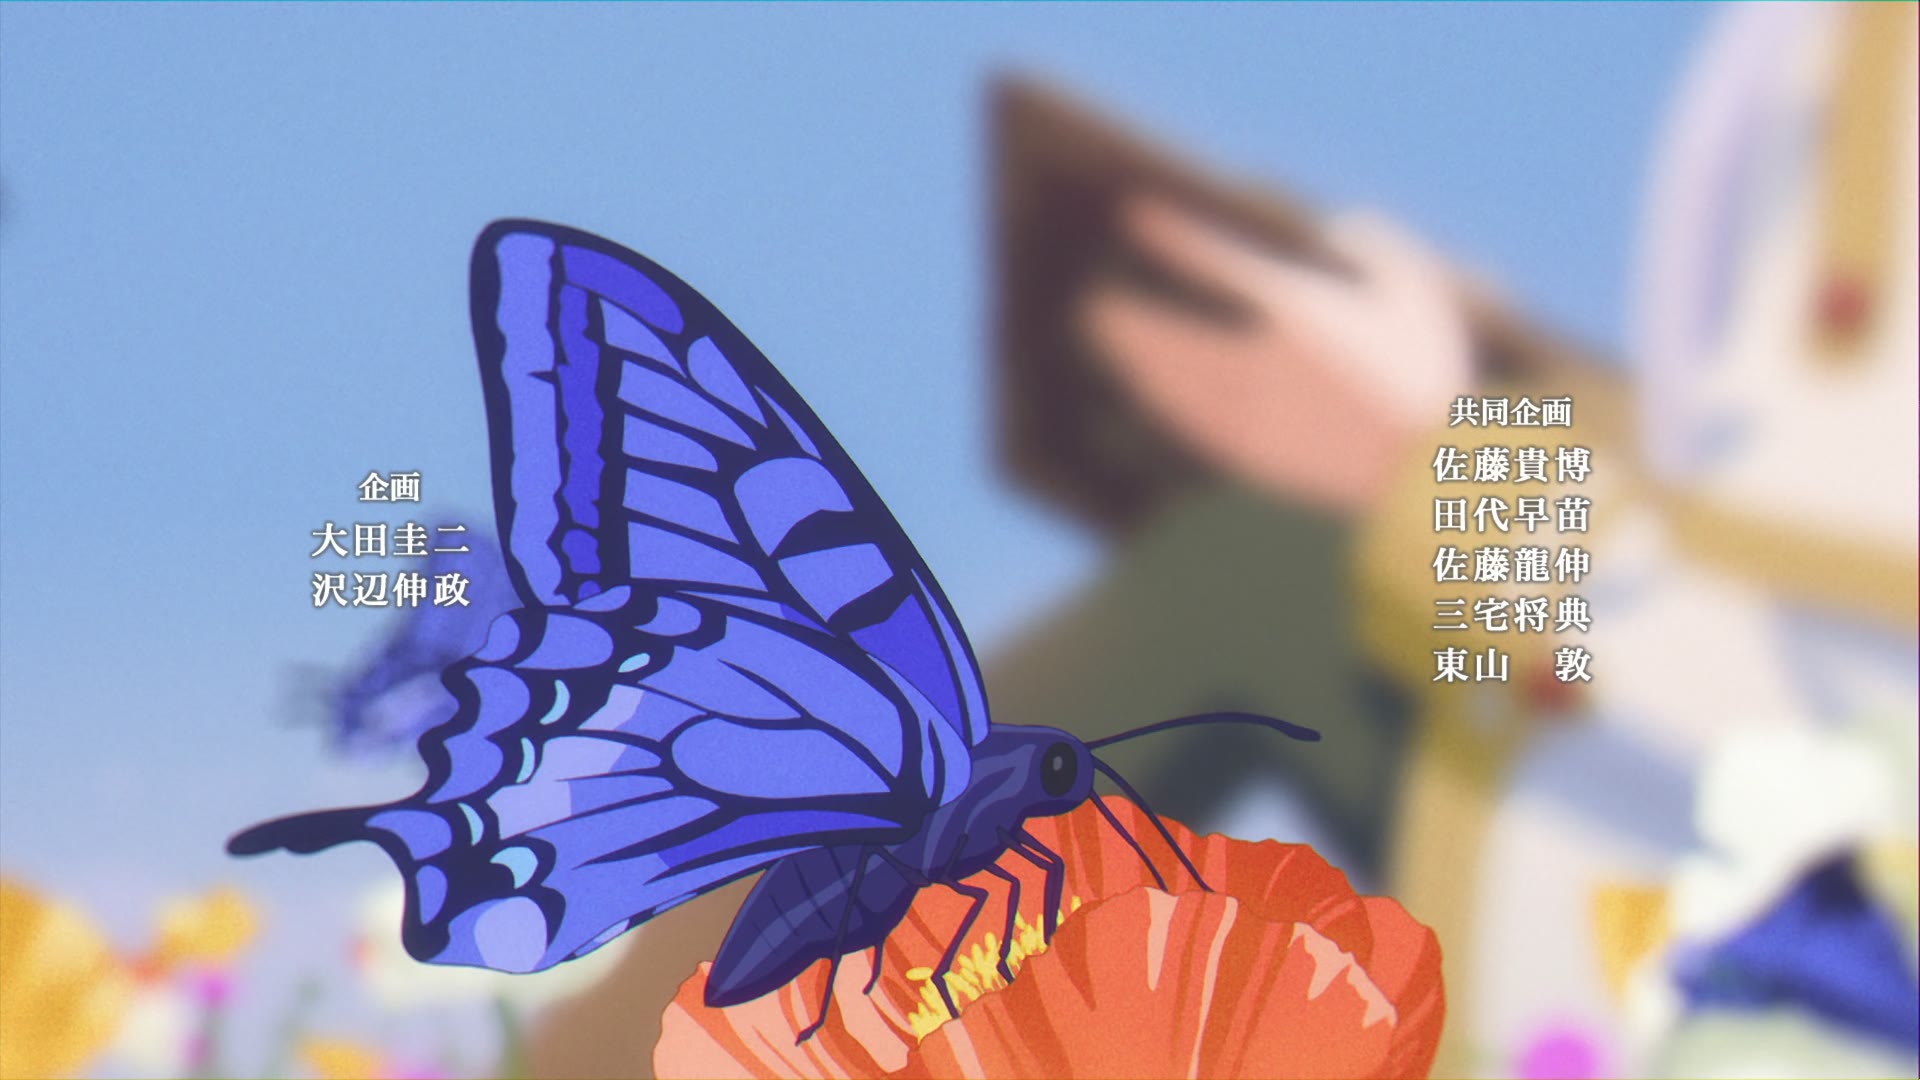 企画
大田圭二
沢辺伸政
共同企画
佐藤貴博
田代早苗
佐藤龍伸
三宅将典
東山　敦